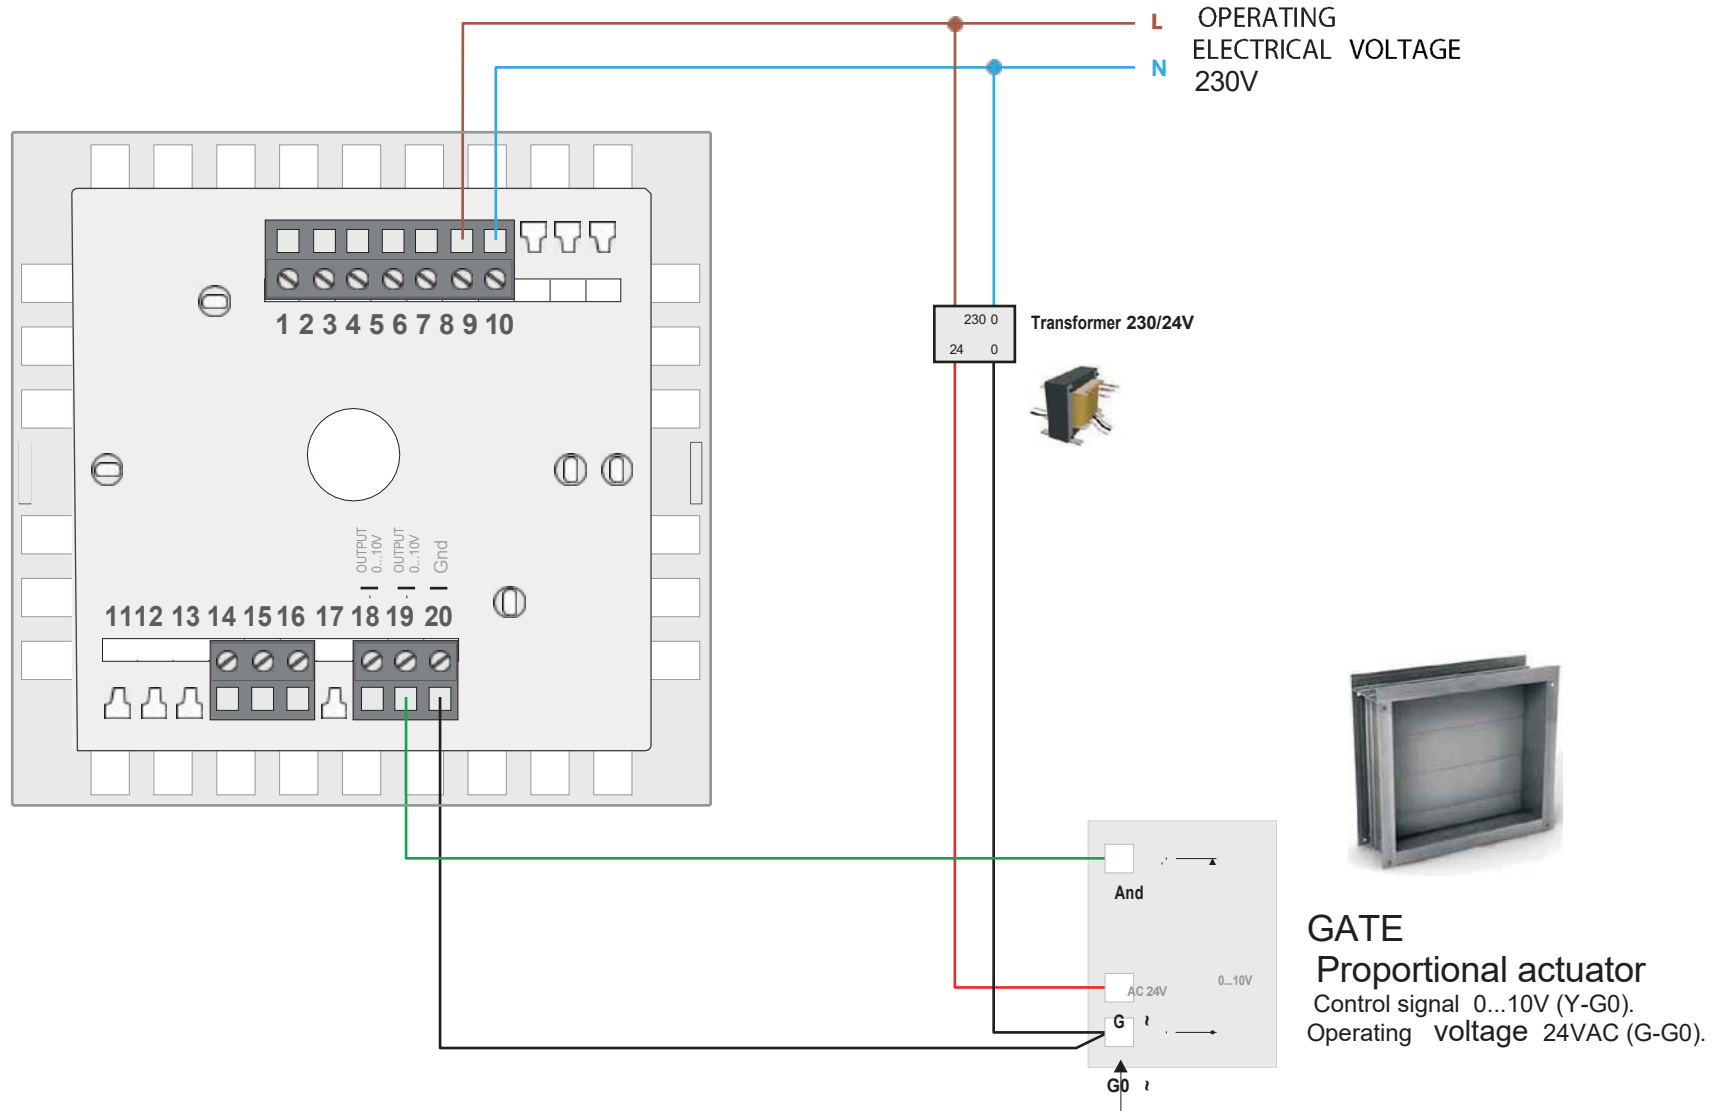 L OPERATING
N ELECTRICAL VOLTAGE
230V
1 2 3 4 5 6 7 8 9 10
230 0
24 0
Transformer 230/24V
OUTPUT
0...10V
OUTPUT
0...10V
Gnd
1112 13 14 15 16 17 18 19 20
And
AC 24V
0...10V
G ~
G0 ~
GATE
Proportional actuator
Control signal 0...10V (Y-G0).
Operating voltage 24VAC (G-G0).